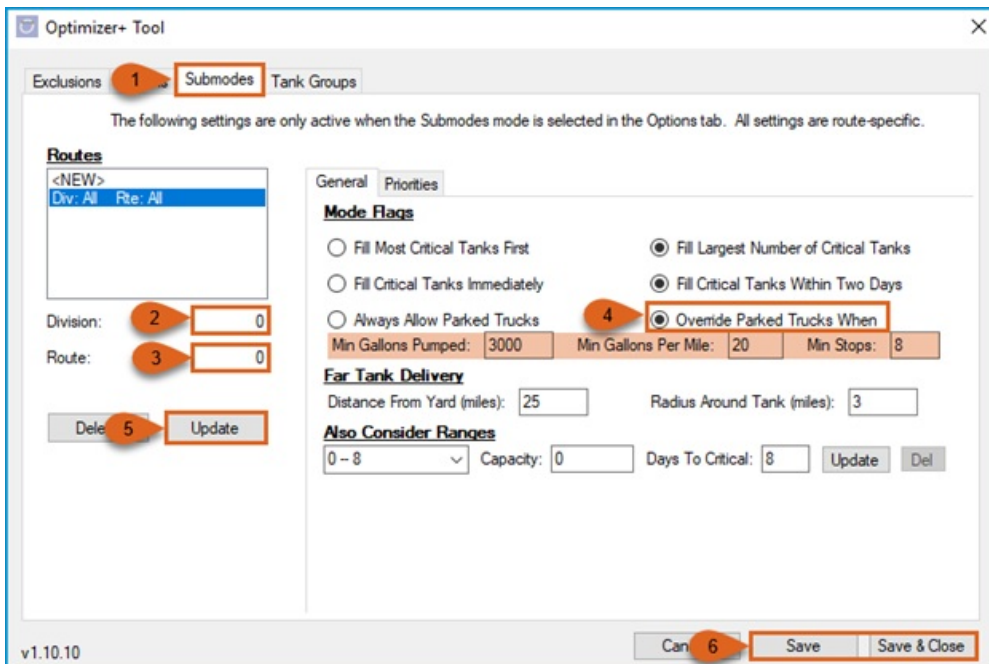 Optimizer+ Tool
Exclusions 1 s Submodes Tank Groups
The following settings are only active when the Submodes mode is selected in the Options tab. All settings are route-specific.
Routes
<NEW>
Div: All Rte: All
Division: 2 0
Route: 3 0
Dele 5 Update
General Priorities
Mode Flags
Fill Most Critical Tanks First Fill Largest Number of Critical Tanks
Fill Critical Tanks Immediately Fill Critical Tanks Within Two Days
Always Allow Parked Trucks 4 Override Parked Trucks When
Min Gallons Pumped: 3000 Min Gallons Per Mile: 20 Min Stops: 8
Far Tank Delivery
Distance From Yard (miles): 25 Radius Around Tank (miles): 3
Also Consider Ranges
0 -- 8 Capacity: 0 Days To Critical: 8 Update Del
v1.10.10
Can 6 Save Save & Close